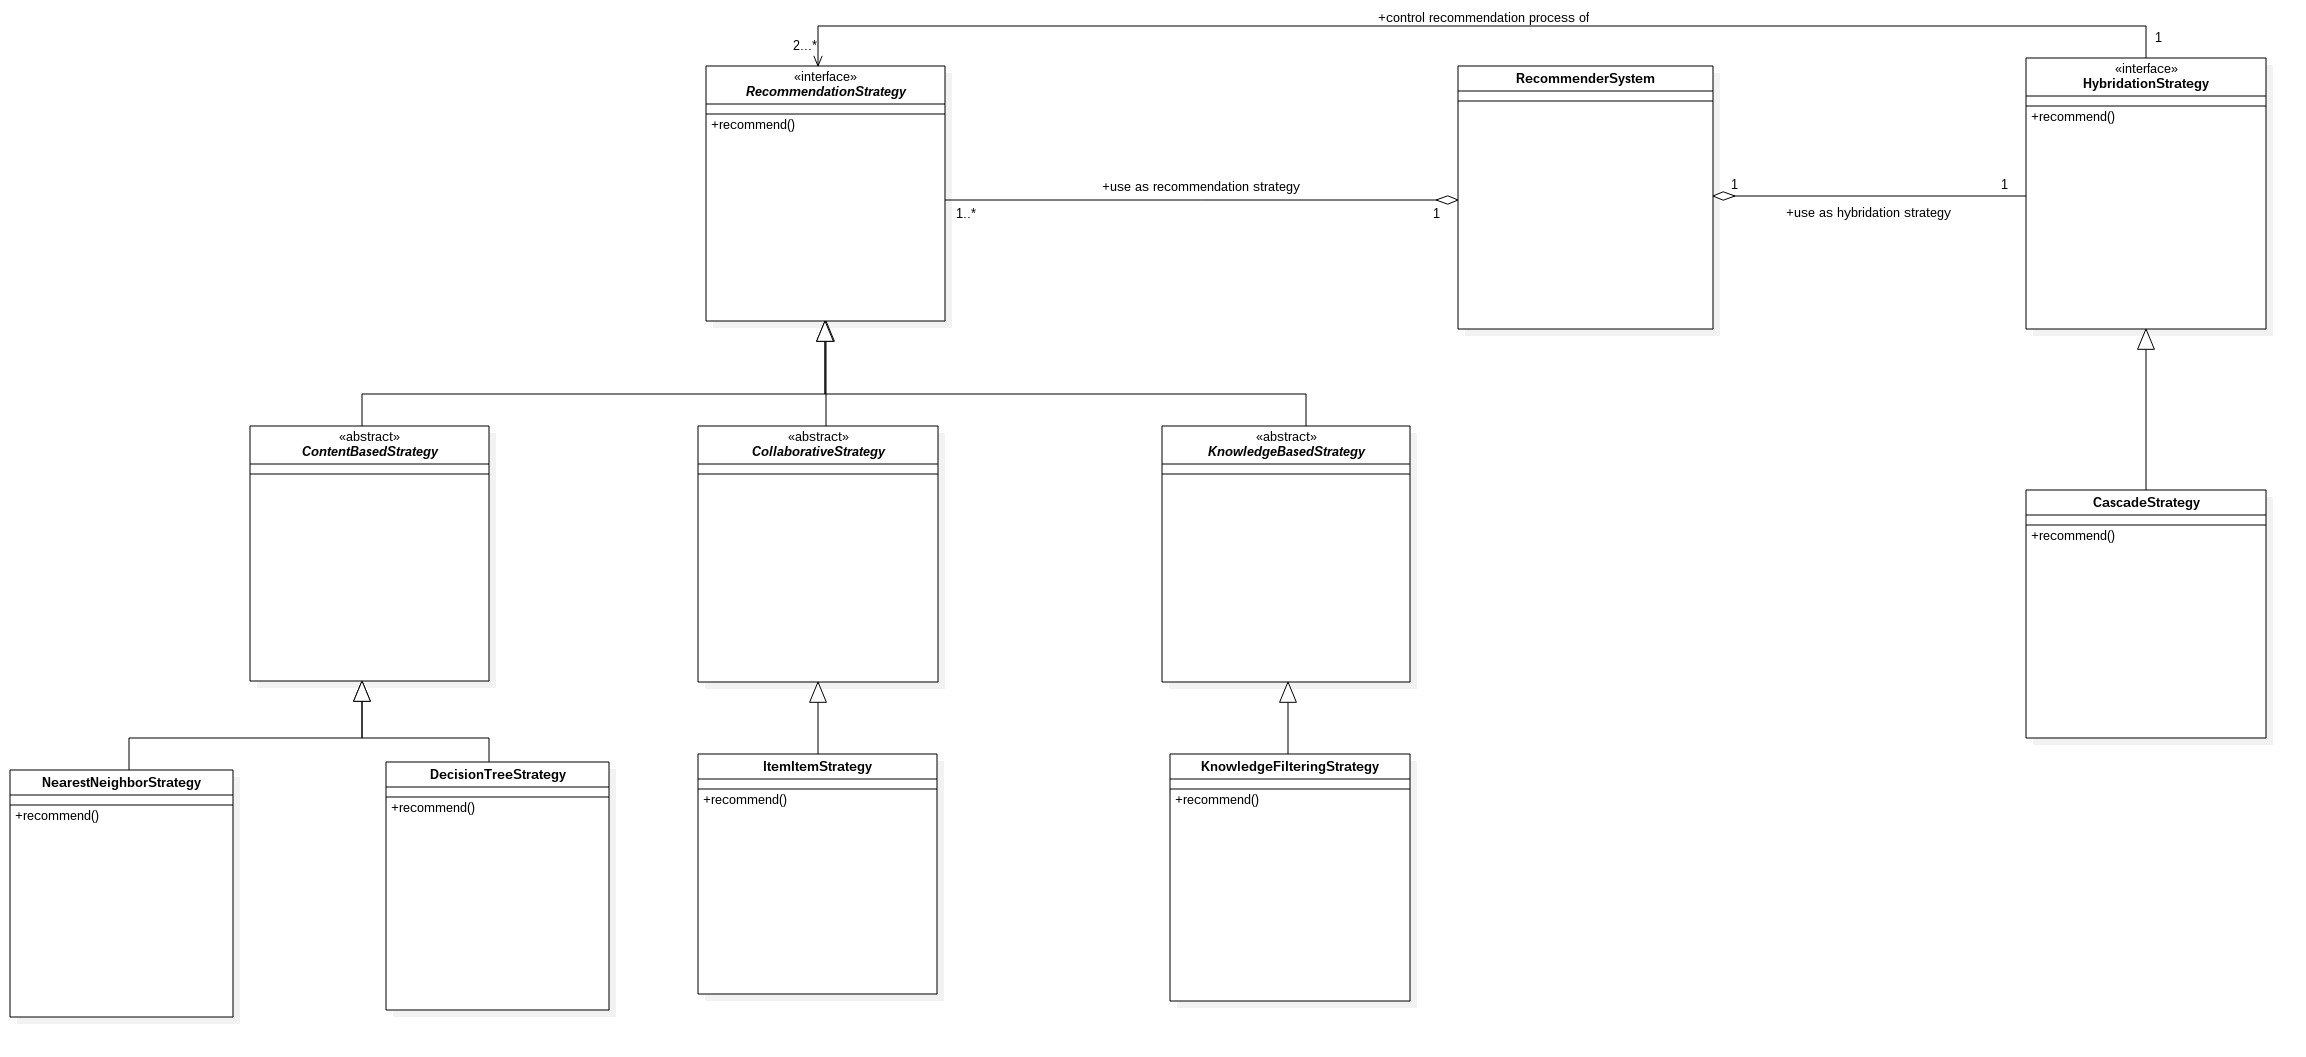 +control recommendation process of
2...*
1
«interface»
RecommendationStrategy
+recommend()
RecommenderSystem
«interface»
HybridationStrategy
+recommend()
+use as recommendation strategy
1..*
1
1
1
+use as hybridation strategy
«abstract»
ContentBasedStrategy
«abstract»
CollaborativeStrategy
«abstract»
KnowledgeBasedStrategy
CascadeStrategy
+recommend()
NearestNeighborStrategy
+recommend()
DecisionTreeStrategy
+recommend()
ItemItemStrategy
+recommend()
KnowledgeFilteringStrategy
+recommend()